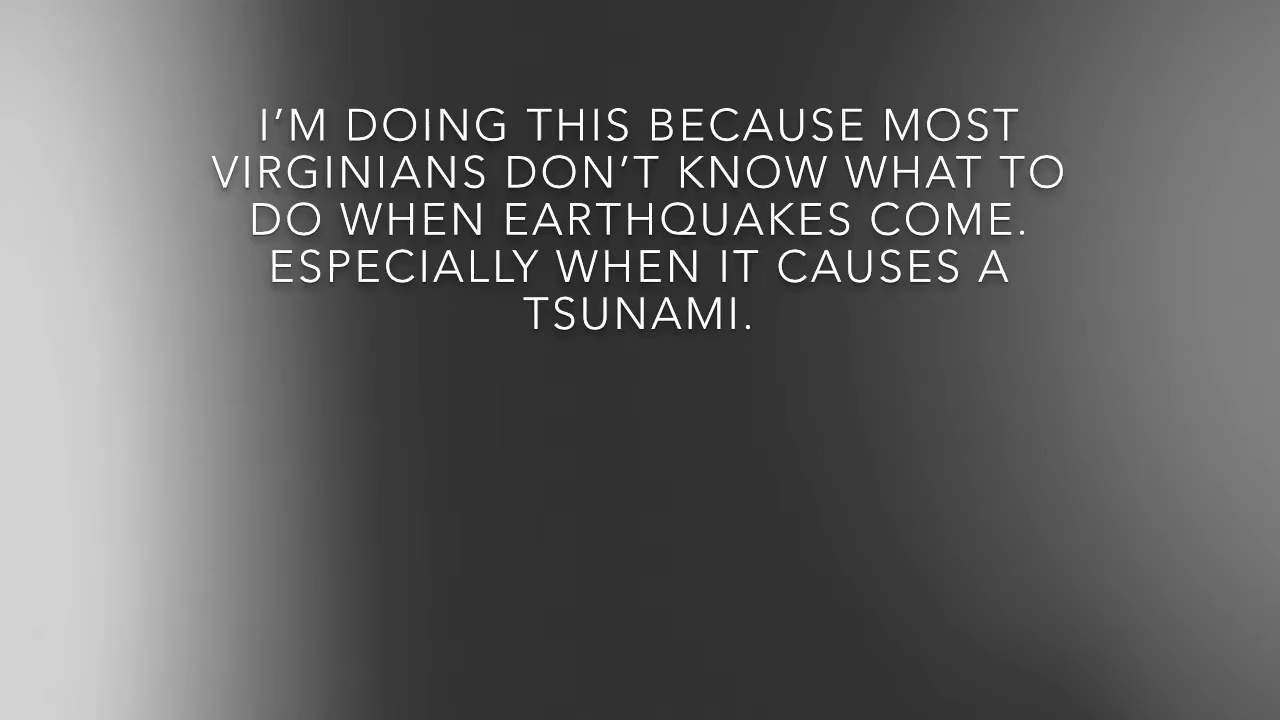 I’M DOING THIS BECAUSE MOST
VIRGINIANS DON’T KNOW WHAT TO
DO WHEN EARTHQUAKES COME.
ESPECIALLY WHEN IT CAUSES A
TSUNAMI.